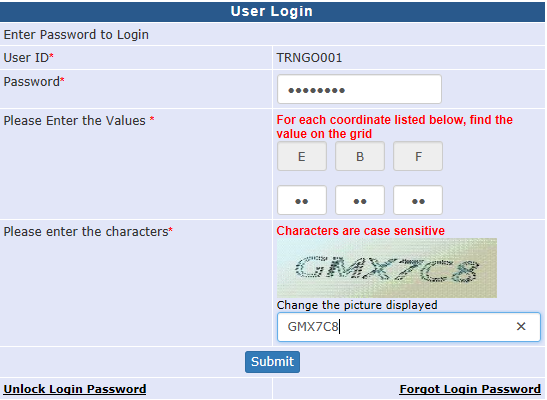 User Login
Enter Password to Login
User ID* TRNGO001
Password* ••••••••
Please Enter the Values * For each coordinate listed below, find the
value on the grid
E B F
•• •• ••
Please enter the characters* Characters are case sensitive
GMX7C8
Change the picture displayed
GMX7C8 ×
Submit
Unlock Login Password Forgot Login Password